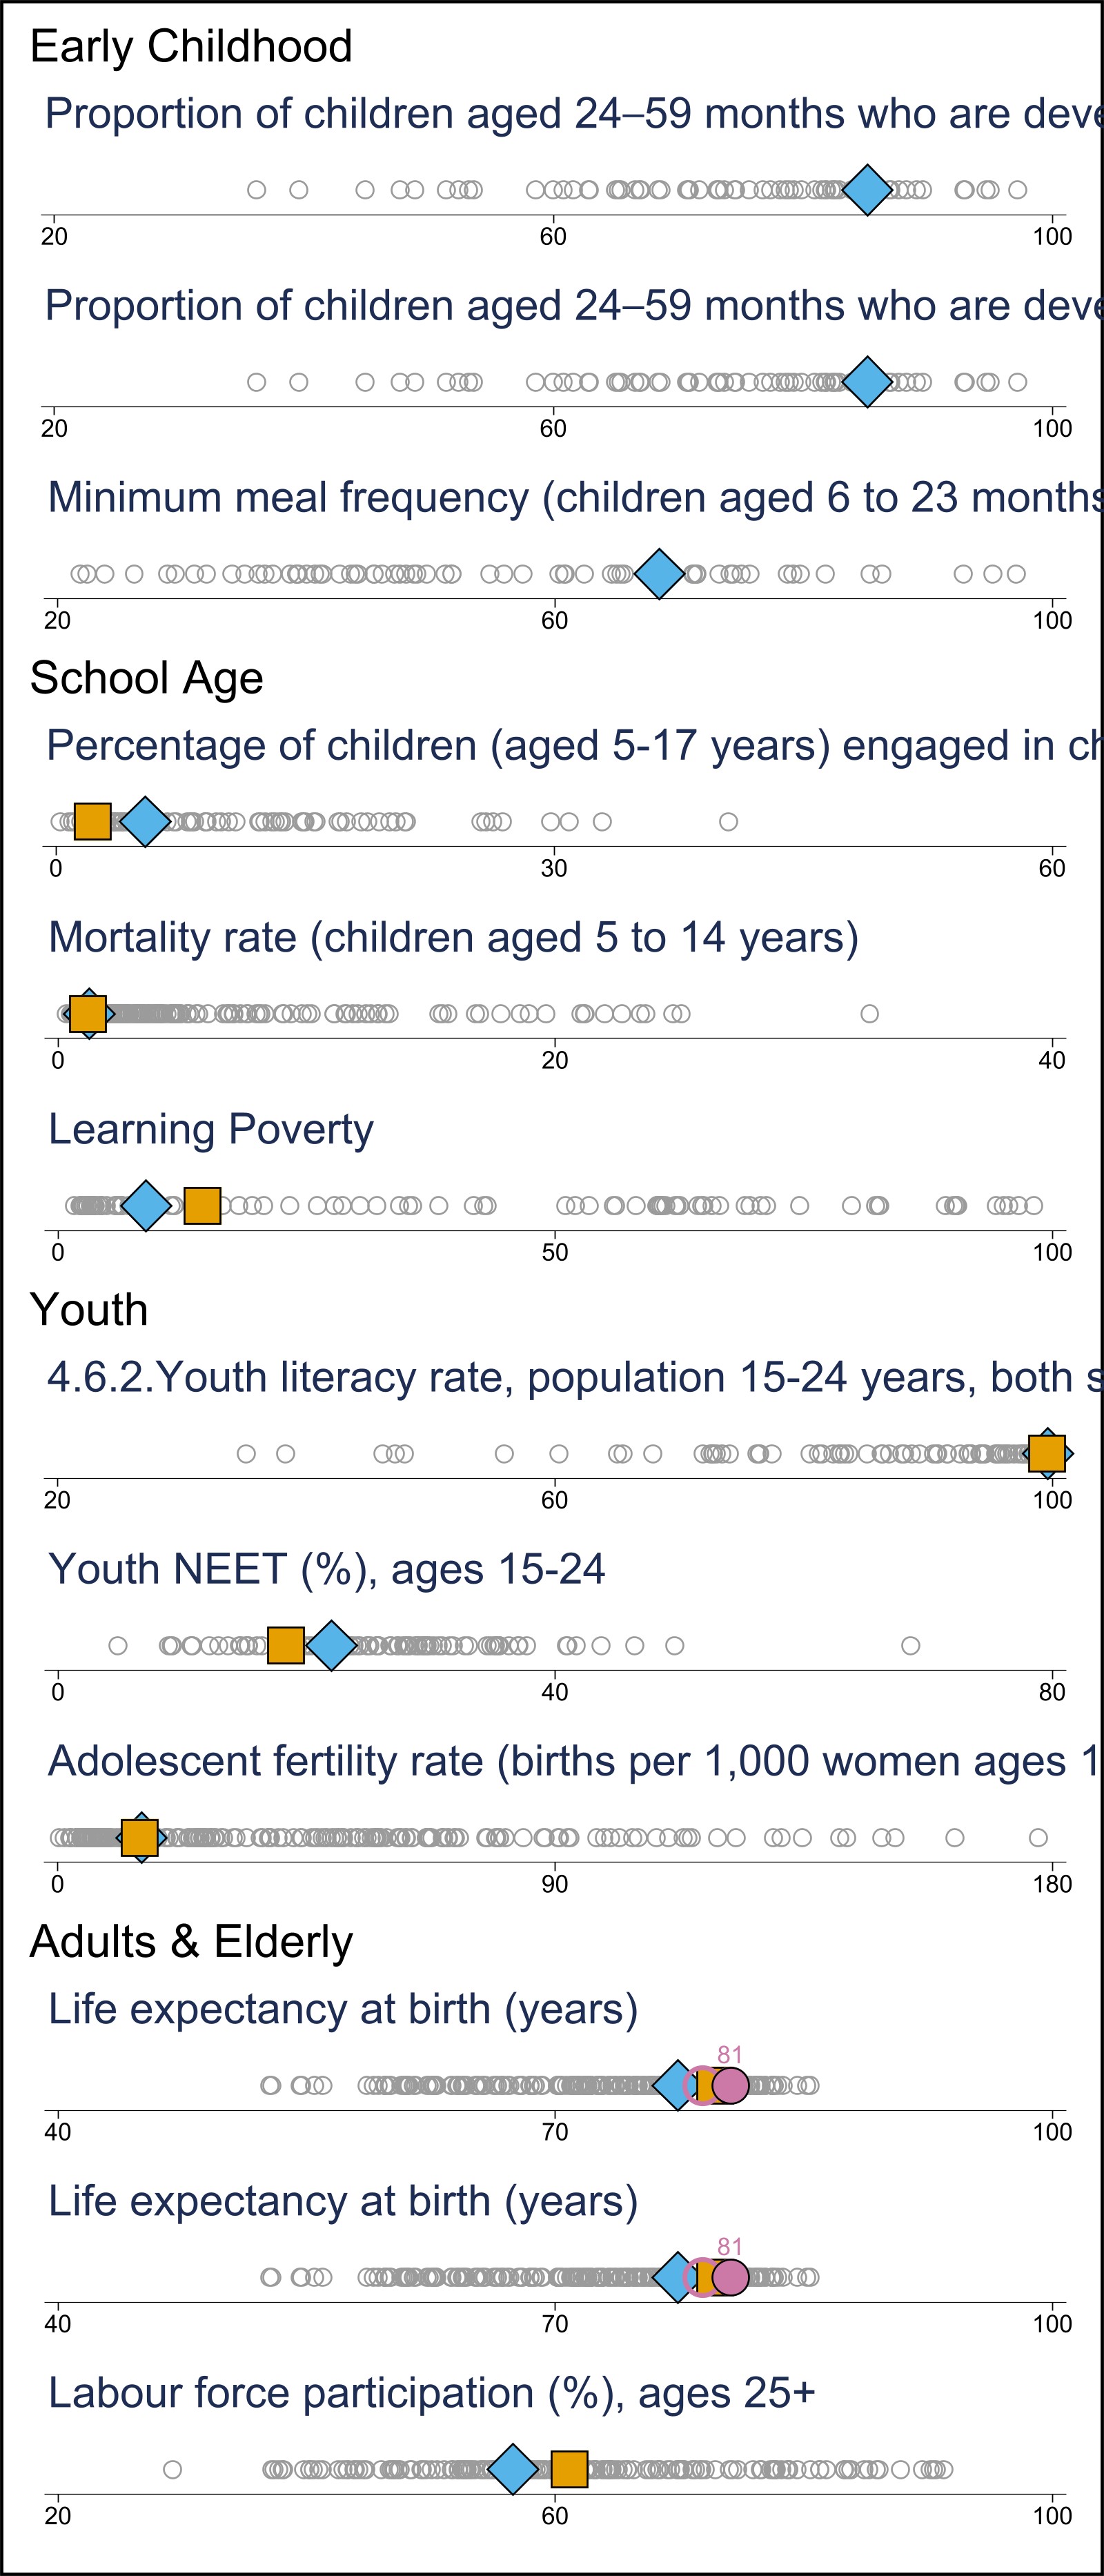 Early Childhood
Proportion of children aged 24–59 months who are deve
20 60 100
Proportion of children aged 24–59 months who are deve
20 60 100
Minimum meal frequency (children aged 6 to 23 months
20 60 100
School Age
Percentage of children (aged 5-17 years) engaged in ch
0 30 60
Mortality rate (children aged 5 to 14 years)
0 20 40
Learning Poverty
0 50 100
Youth
4.6.2.Youth literacy rate, population 15-24 years, both s
20 60 100
Youth NEET (%), ages 15-24
0 40 80
Adolescent fertility rate (births per 1,000 women ages 1
0 90 180
Adults & Elderly
Life expectancy at birth (years)
81
40 70 100
Life expectancy at birth (years)
81
40 70 100
Labour force participation (%), ages 25+
20 60 100